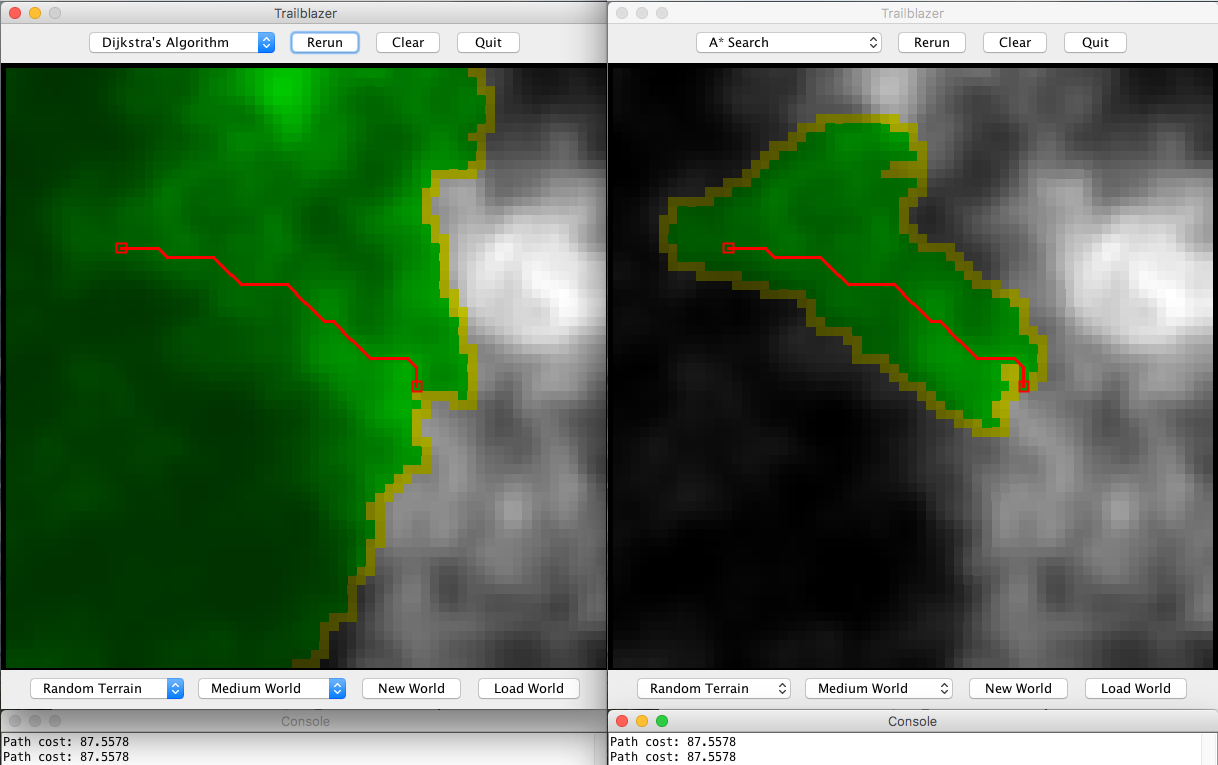 Trailblazer
Dijkstra's Algorithm Rerun Clear Quit
Random Terrain Medium World New World Load World
Console
Path cost: 87.5578
Path cost: 87.5578
Trailblazer
A* Search Rerun Clear Quit
Random Terrain Medium World New World Load World
Console
Path cost: 87.5578
Path cost: 87.5578